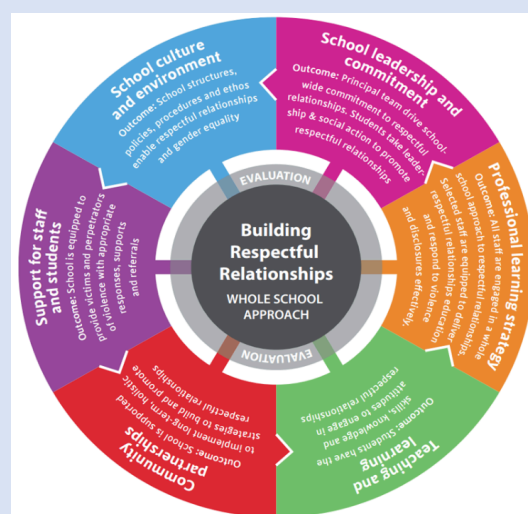 School leadership and
commitment
Outcome: Principal team drive school-
wide commitment to respectful
relationships. Students take leader-
ship & social action to promote
respectful relationships
Professional learning strategy
Outcome: All staff are engaged in a whole
school approach to respectful relationships.
Selected staff are equipped to deliver
respectful relationships education
and respond to violence
and disclosures effectively.
Teaching and
learning
Outcome: Students have the
skills, knowledge and
attitudes to engage in
respectful relationships
Community
partnerships
Outcome: School is supported
to implement long-term, holistic
strategies to build and promote
respectful relationships
Support for staff
and students
Outcome: School is equipped to
provide victims and perpetrators
of violence with appropriate
responses, supports
and referrals
School culture
and environment
Outcome: School structures,
policies, procedures and ethos
enable respectful relationships
and gender equality
EVALUATION
Building
Respectful
Relationships
WHOLE SCHOOL
APPROACH
EVALUATION